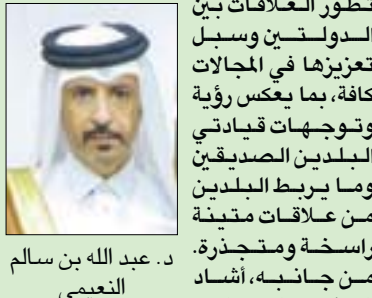 تطور العلاقات بين
الدولتين وسبل
تعزيزها في المجالات
كافة، بما يعكس رؤية
وتوجهات قيادتي
البلدين الصديقين
وما يربط البلدين
من علاقات متينة
راسخة ومتجذرة.
من جانبه، أشاد
د. عبد الله بن سالم
النعيمي